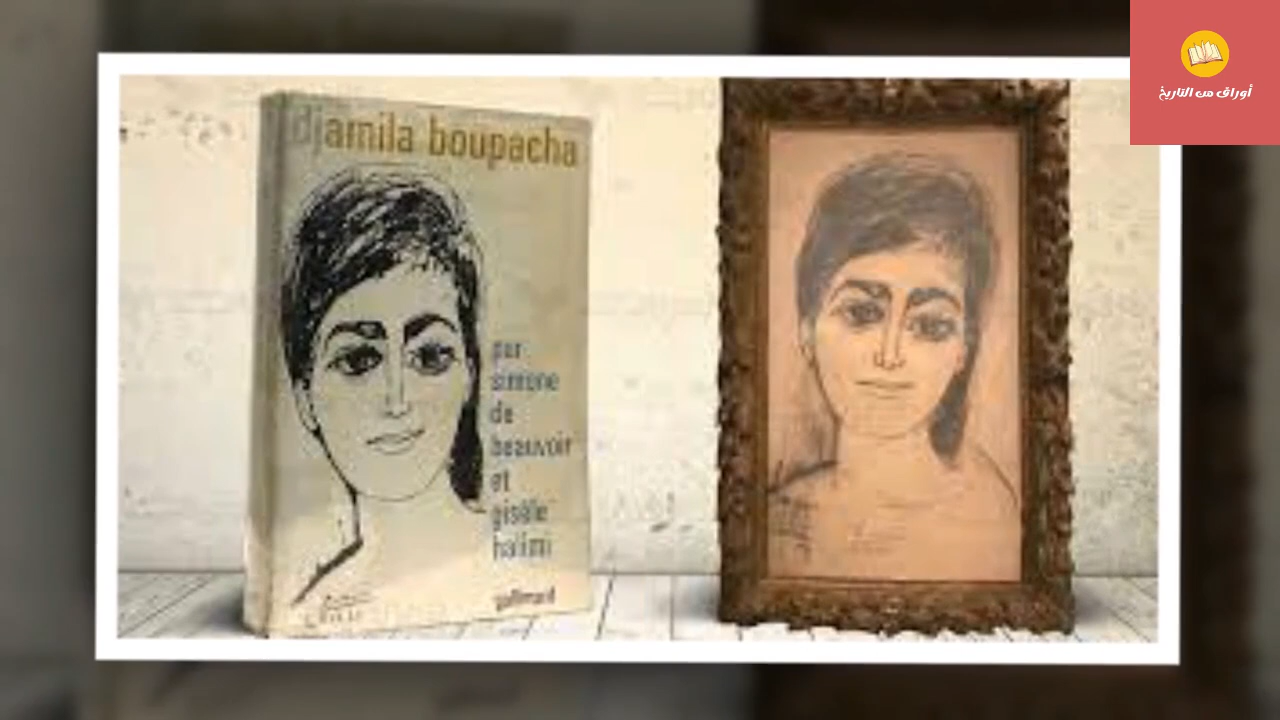 djamila boupacha
par
simone
de
beauvoir
et
gisèle
halimi
gallimard
أوراق من التاريخ